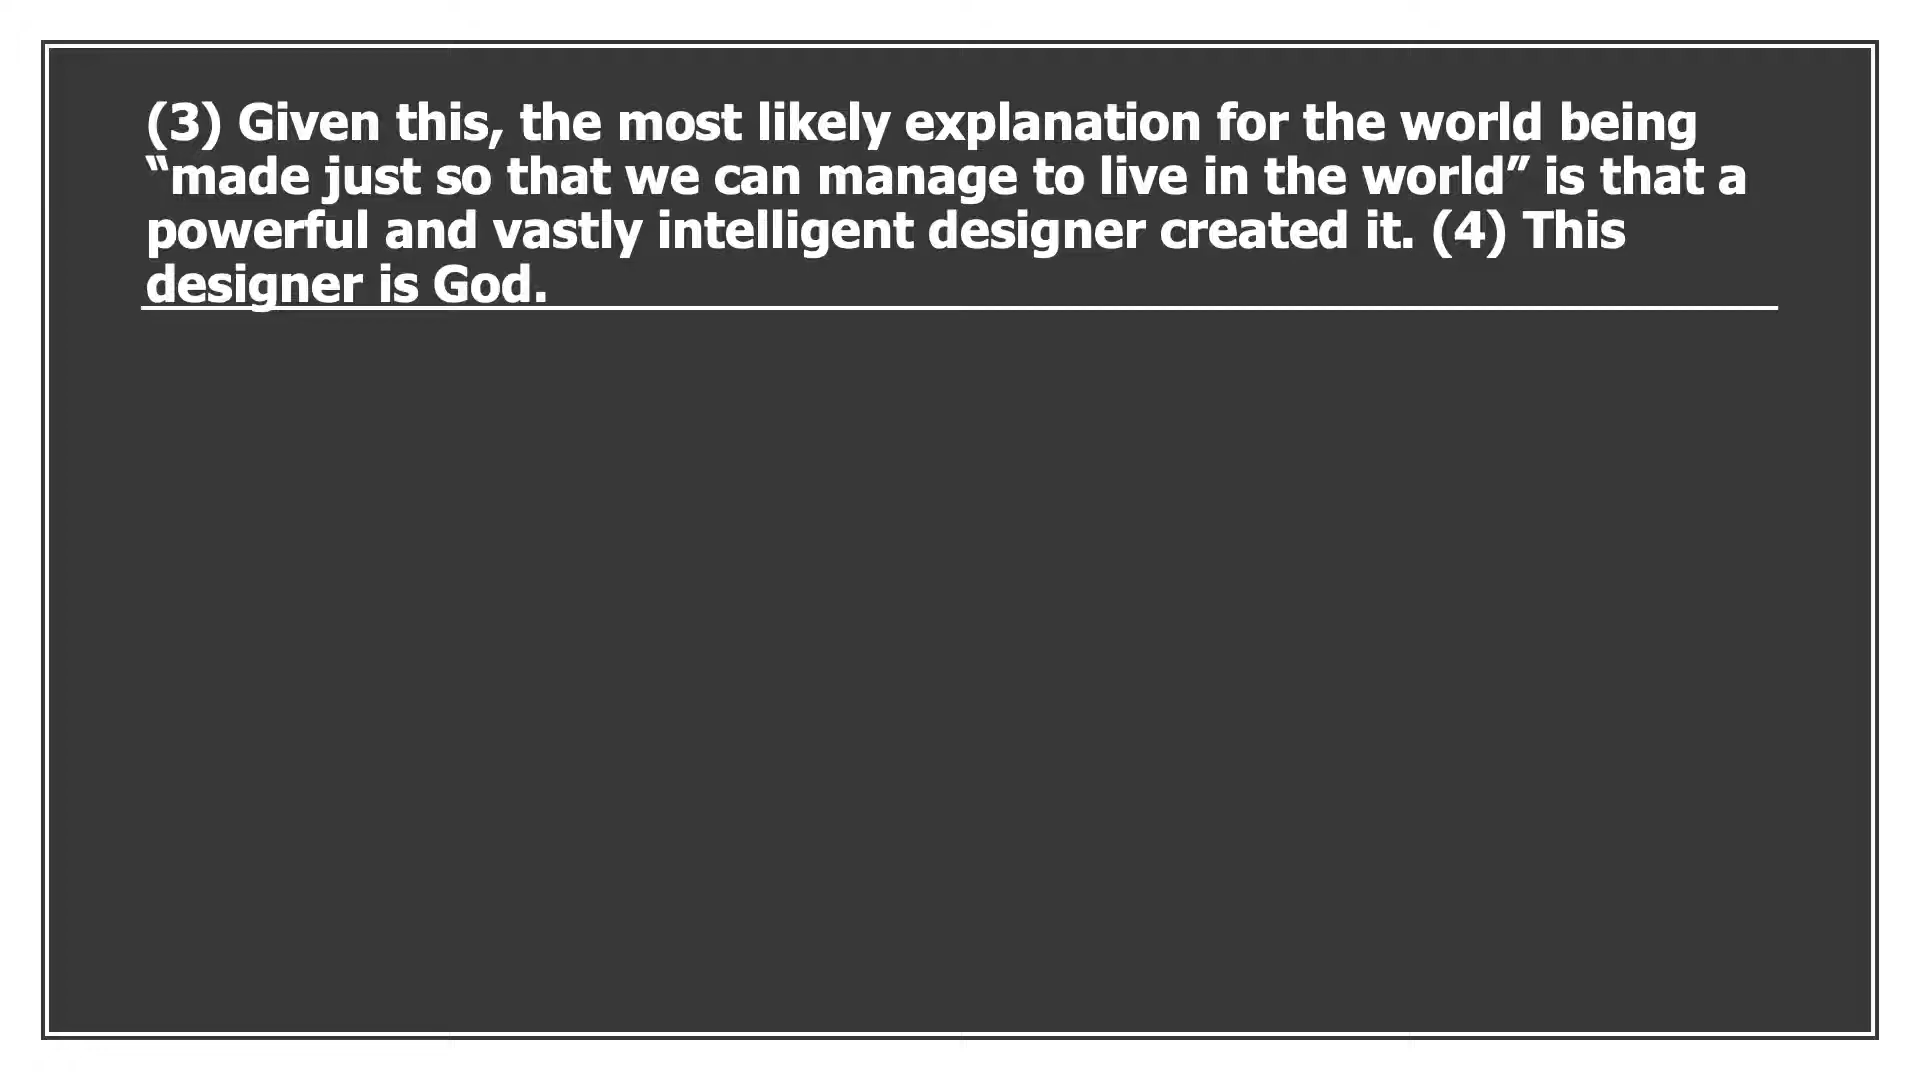 (3) Given this, the most likely explanation for the world being
“made just so that we can manage to live in the world” is that a
powerful and vastly intelligent designer created it. (4) This
designer is God.